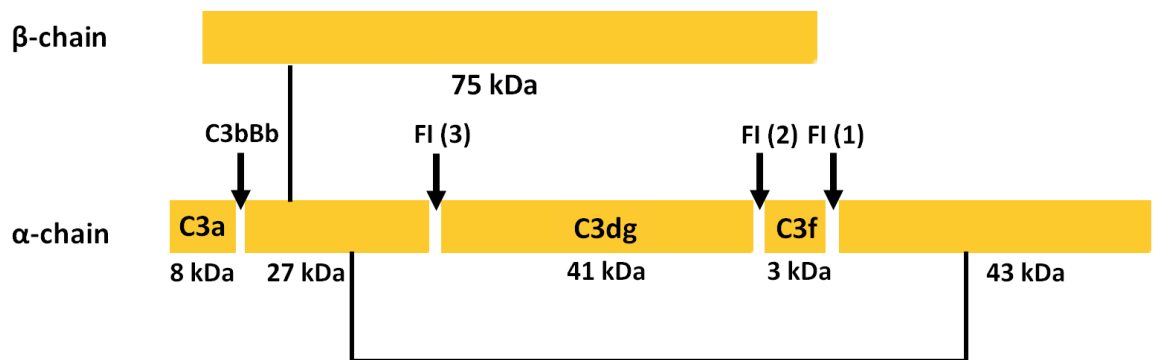 β-chain
75 kDa
C3bBb FI (3) FI (2) FI (1)
α-chain C3a C3dg C3f
8 kDa 27 kDa 41 kDa 3 kDa 43 kDa